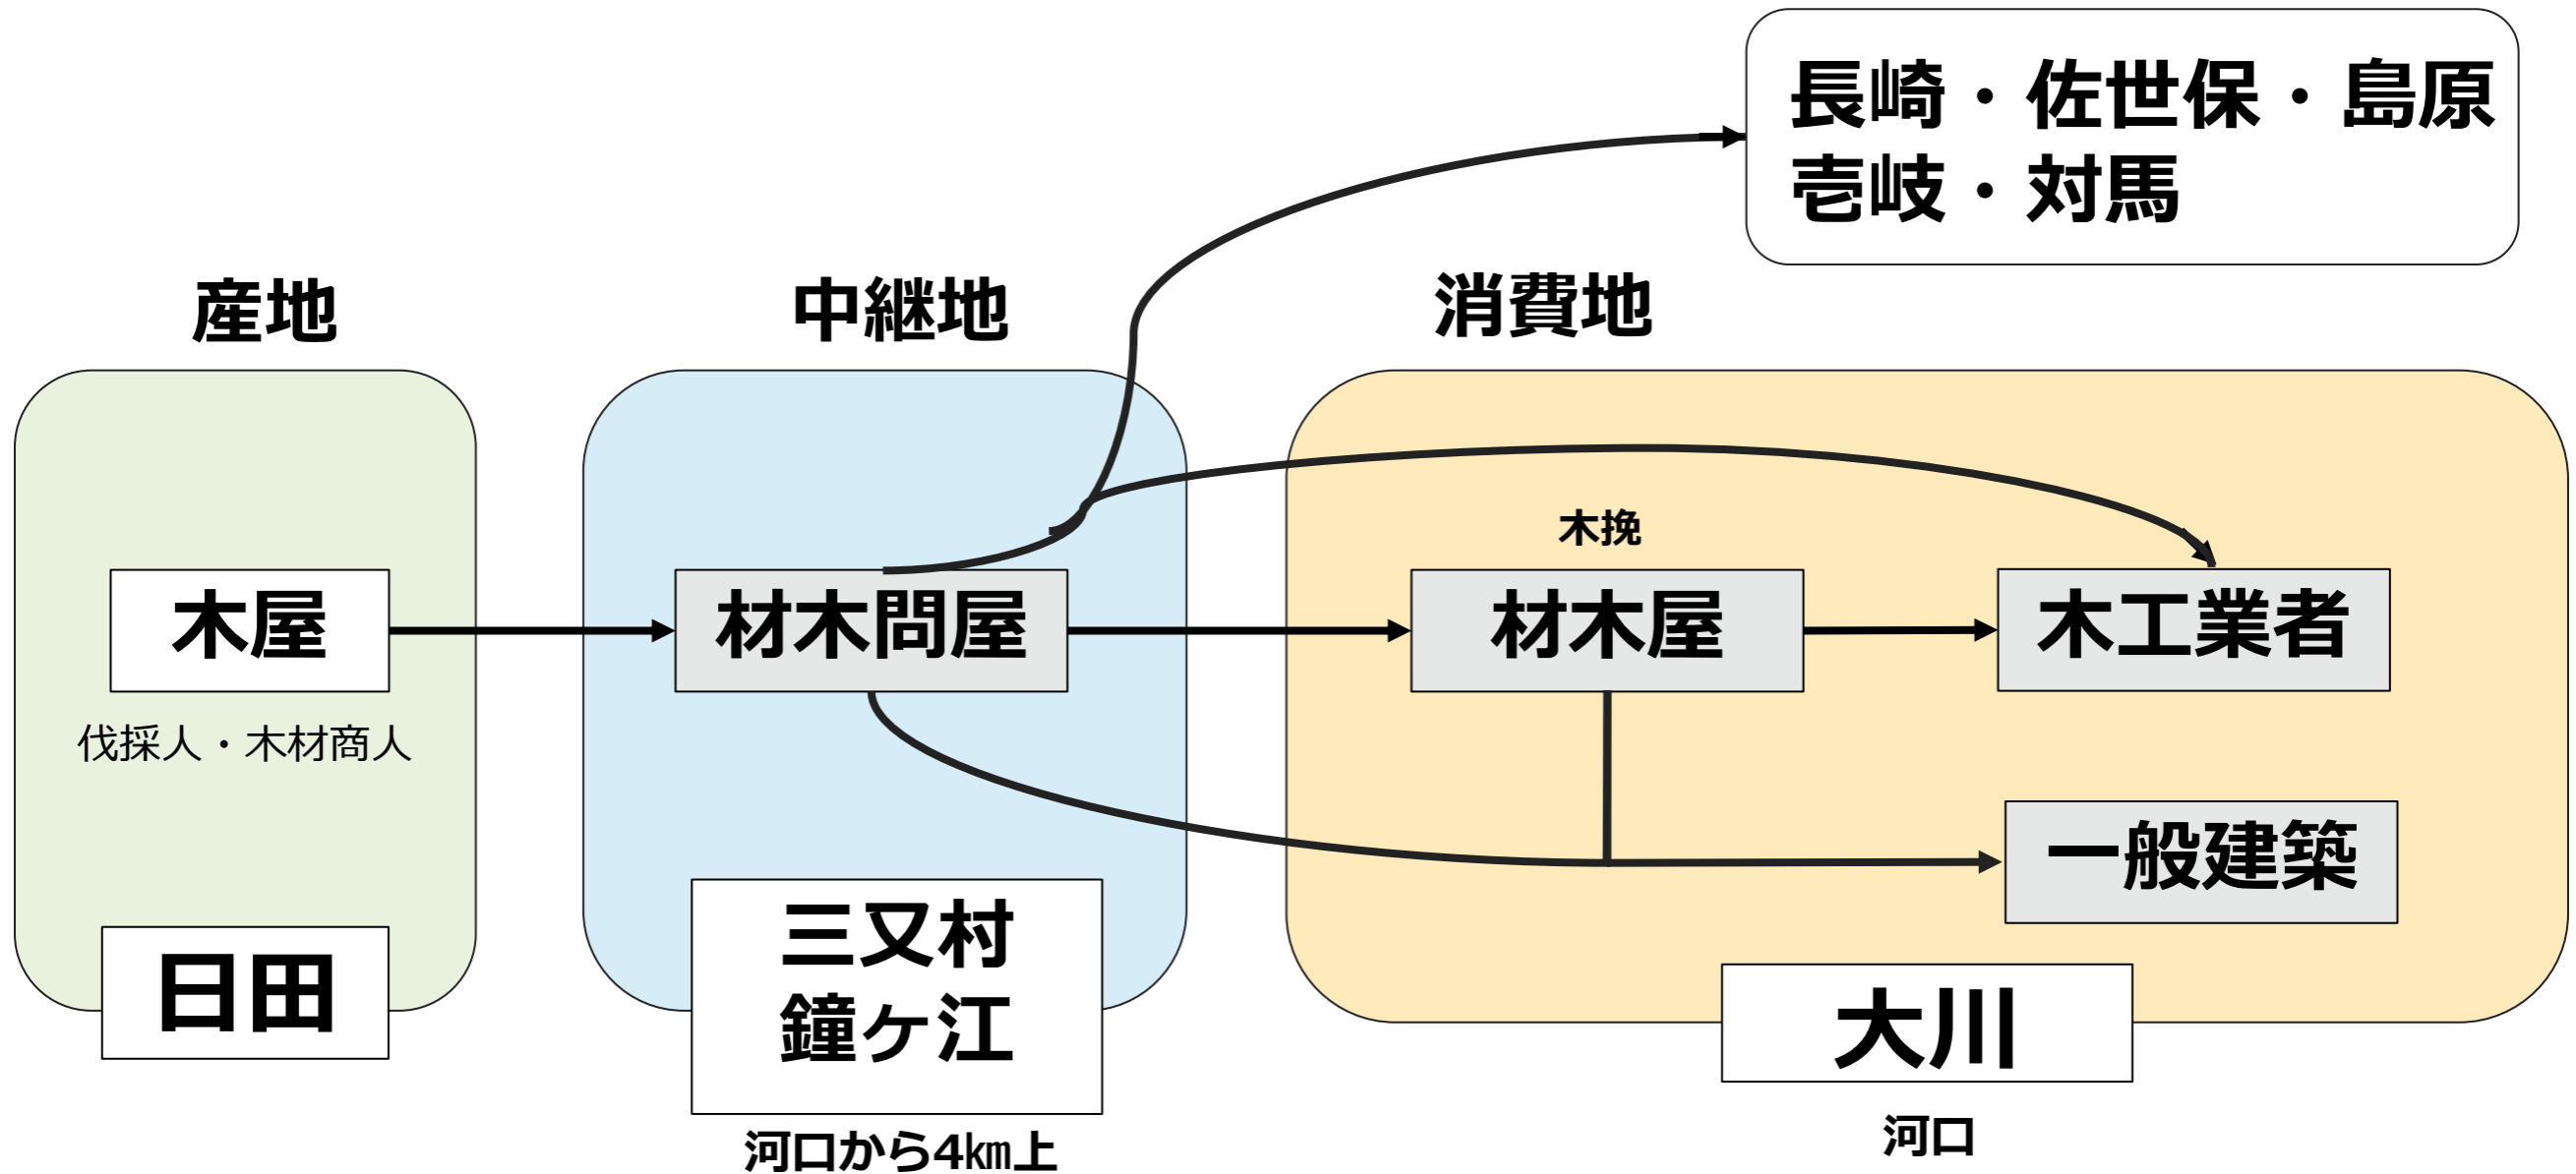 長崎・佐世保・島原
壱岐・対馬
産地
中継地
消費地
木挽
木屋
材木問屋
材木屋
木工業者
伐採人・木材商人
一般建築
日田
三又村
鐘ヶ江
大川
河口から4㎞上
河口